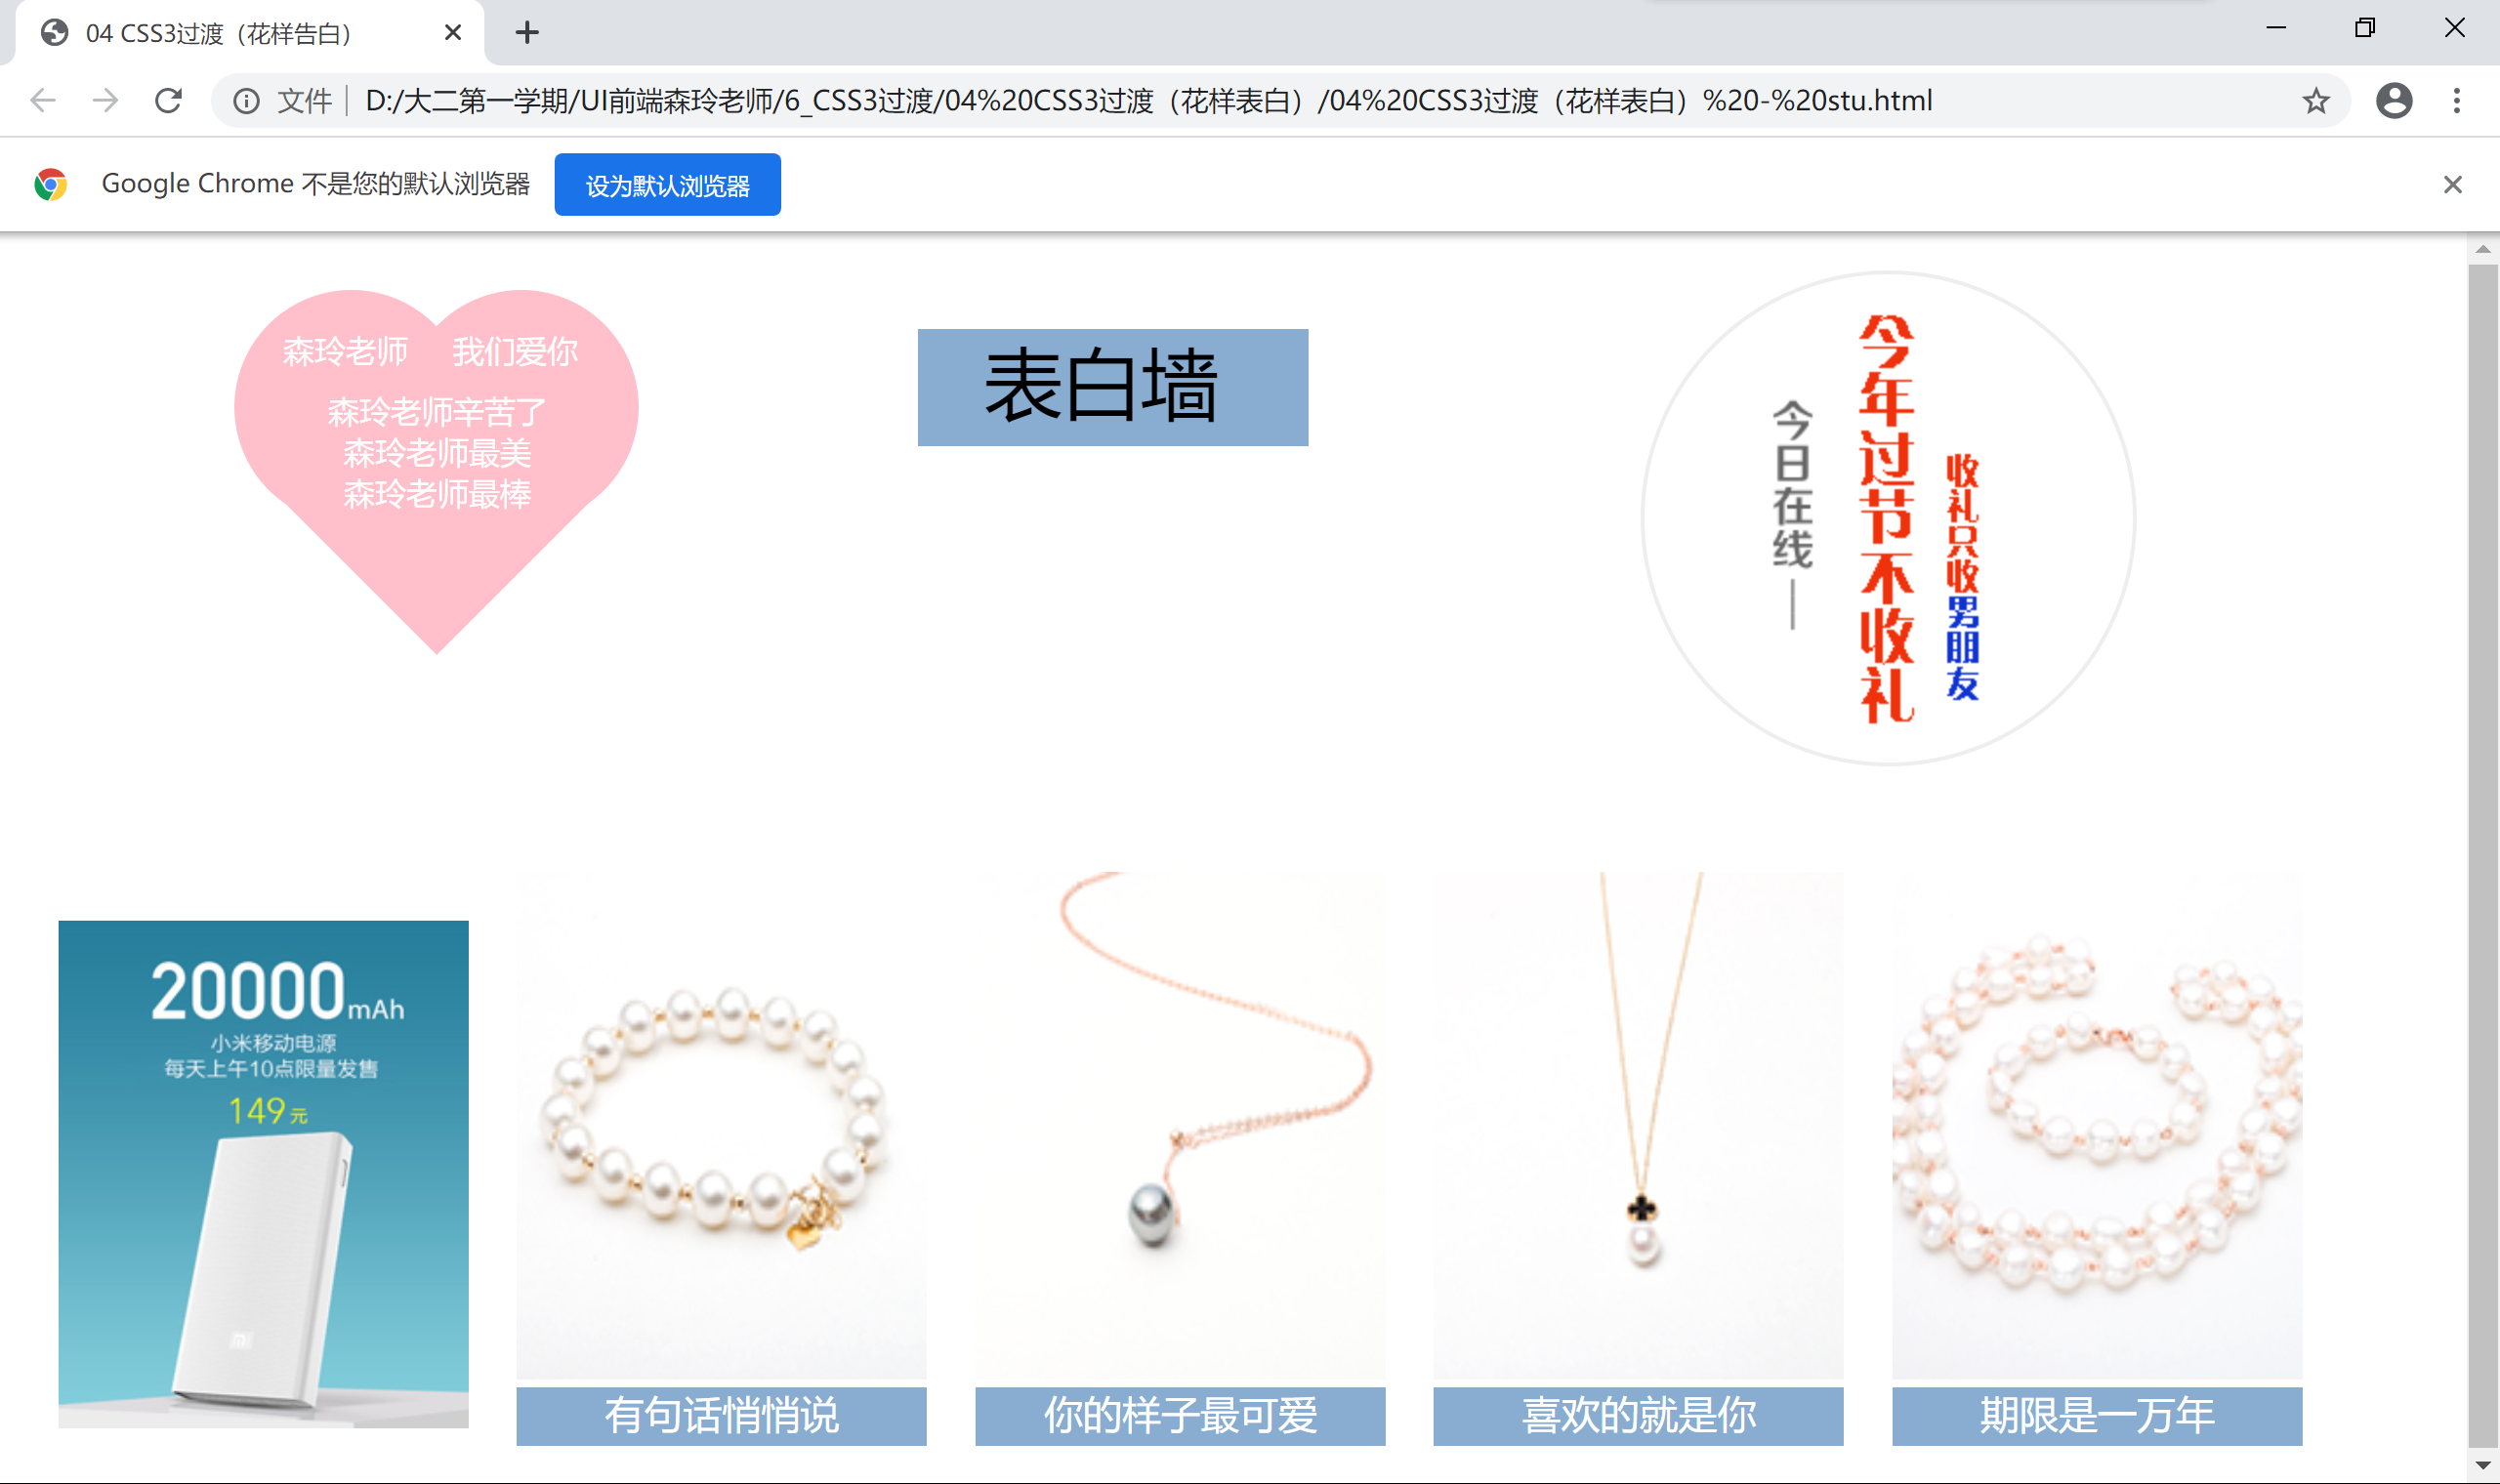 04 CSS3过渡（花样告白）
文件
D:/大二第一学期/UI前端森玲老师/6_CSS3过渡/04%20CSS3过渡（花样表白）/04%20CSS3过渡（花样表白）%20-%20stu.html
Google Chrome 不是您的默认浏览器
设为默认浏览器
森玲老师 我们爱你
森玲老师辛苦了
森玲老师最美
森玲老师最棒
表白墙
今日在线—
今年过节不收礼
收礼只收男朋友
20000mAh
小米移动电源
每天上午10点限量发售
149元
有句话悄悄说
你的样子最可爱
喜欢的就是你
期限是一万年